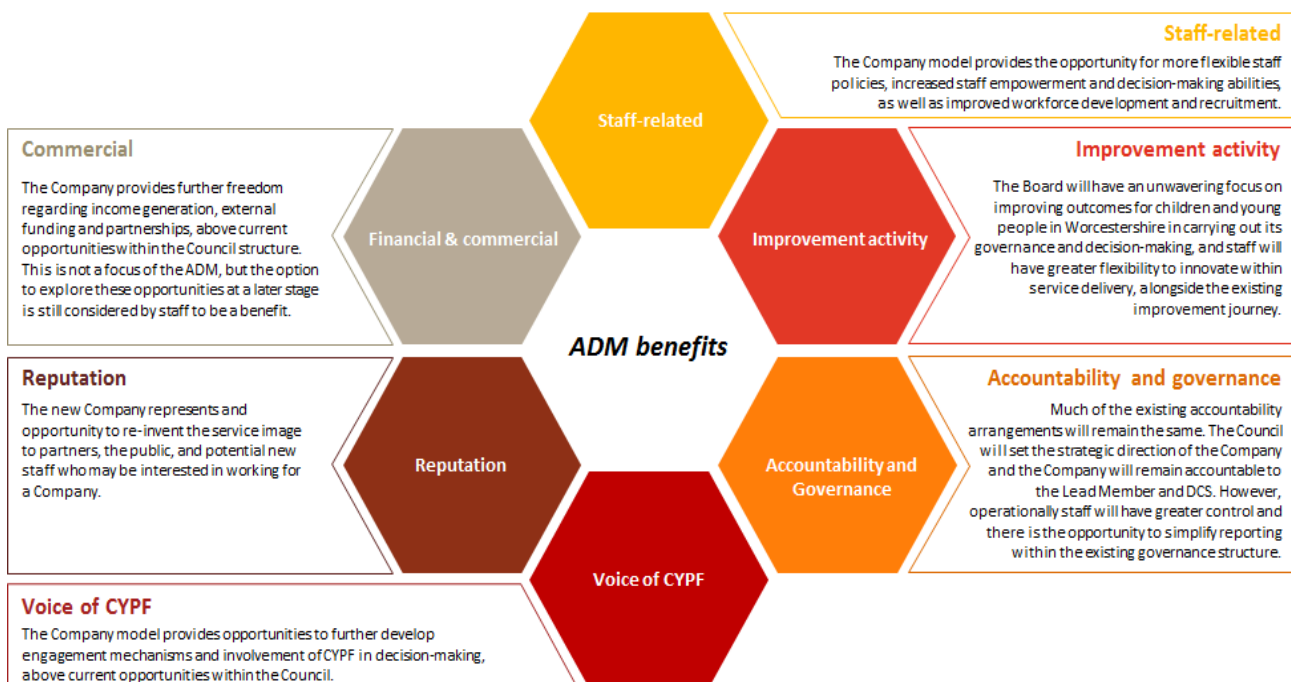 Staff-related
The Company model provides the opportunity for more flexible staff
policies, increased staff empowerment and decision-making abilities,
as well as improved workforce development and recruitment.
Staff-related
Commercial
The Company provides further freedom
regarding income generation, external
funding and partnerships, above current
opportunities within the Council structure.
This is not a focus of the ADM, but the option
to explore these opportunities at a later stage
is still considered by staff to be a benefit.
Financial & commercial
Improvement activity
Improvement activity
The Board will have an unwavering focus on
improving outcomes for children and young
people in Worcestershire in carrying out its
governance and decision-making, and staff will
have greater flexibility to innovate within
service delivery, alongside the existing
improvement journey.
ADM benefits
Reputation
The new Company represents and
opportunity to re-invent the service image
to partners, the public, and potential new
staff who may be interested in working for
a Company.
Reputation
Accountability and
Governance
Accountability and governance
Much of the existing accountability
arrangements will remain the same. The Council
will set the strategic direction of the Company
and the Company will remain accountable to
the Lead Member and DCS. However,
operationally staff will have greater control and
there is the opportunity to simplify reporting
within the existing governance structure.
Voice of CYPF
Voice of CYPF
The Company model provides opportunities to further develop
engagement mechanisms and involvement of CYPF in decision-making,
above current opportunities within the Council.